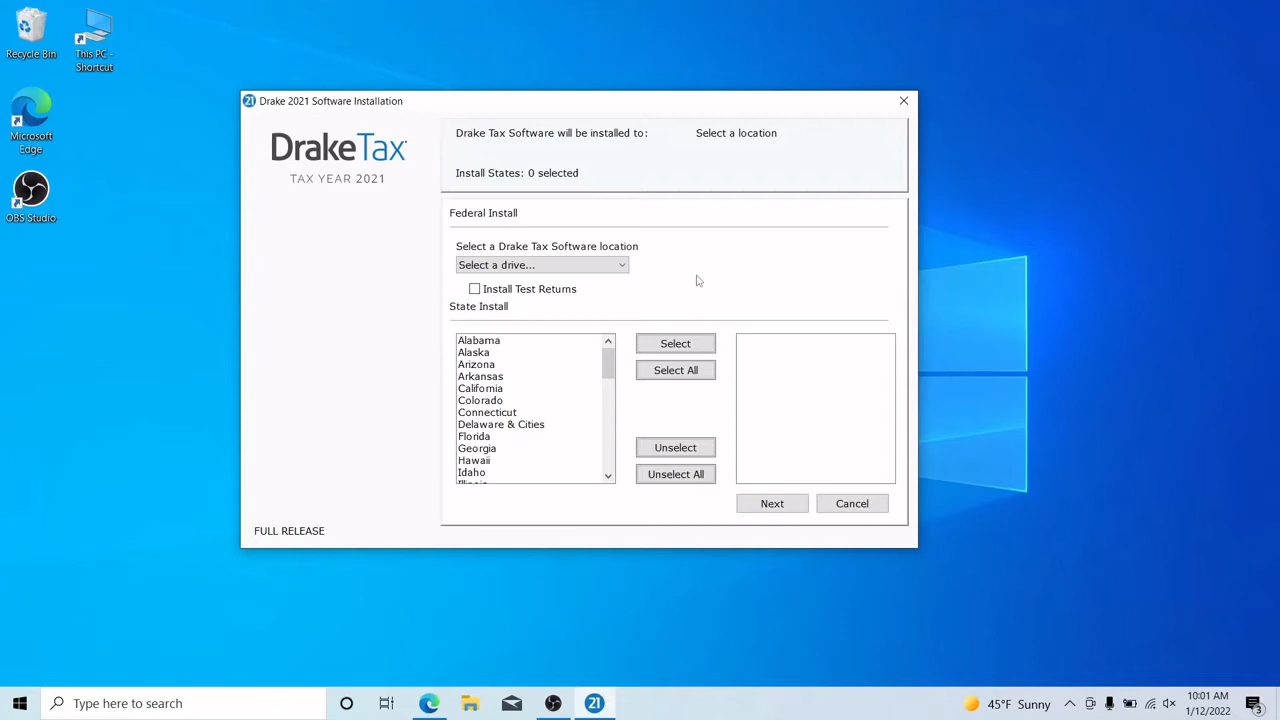 Recycle Bin
This PC -
Shortcut
Microsoft
Edge
OBS Studio
21 Drake 2021 Software Installation
DrakeTax
TAX YEAR 2021
Drake Tax Software will be installed to: Select a location
Install States: 0 selected
Federal Install
Select a Drake Tax Software location
Select a drive...
Install Test Returns
State Install
Alabama
Alaska
Arizona
Arkansas
California
Colorado
Connecticut
Delaware & Cities
Florida
Georgia
Hawaii
Idaho
Illinois
Select
Select All
Unselect
Unselect All
Next Cancel
FULL RELEASE
Type here to search
21
45°F Sunny
10:01 AM
1/12/2022
3